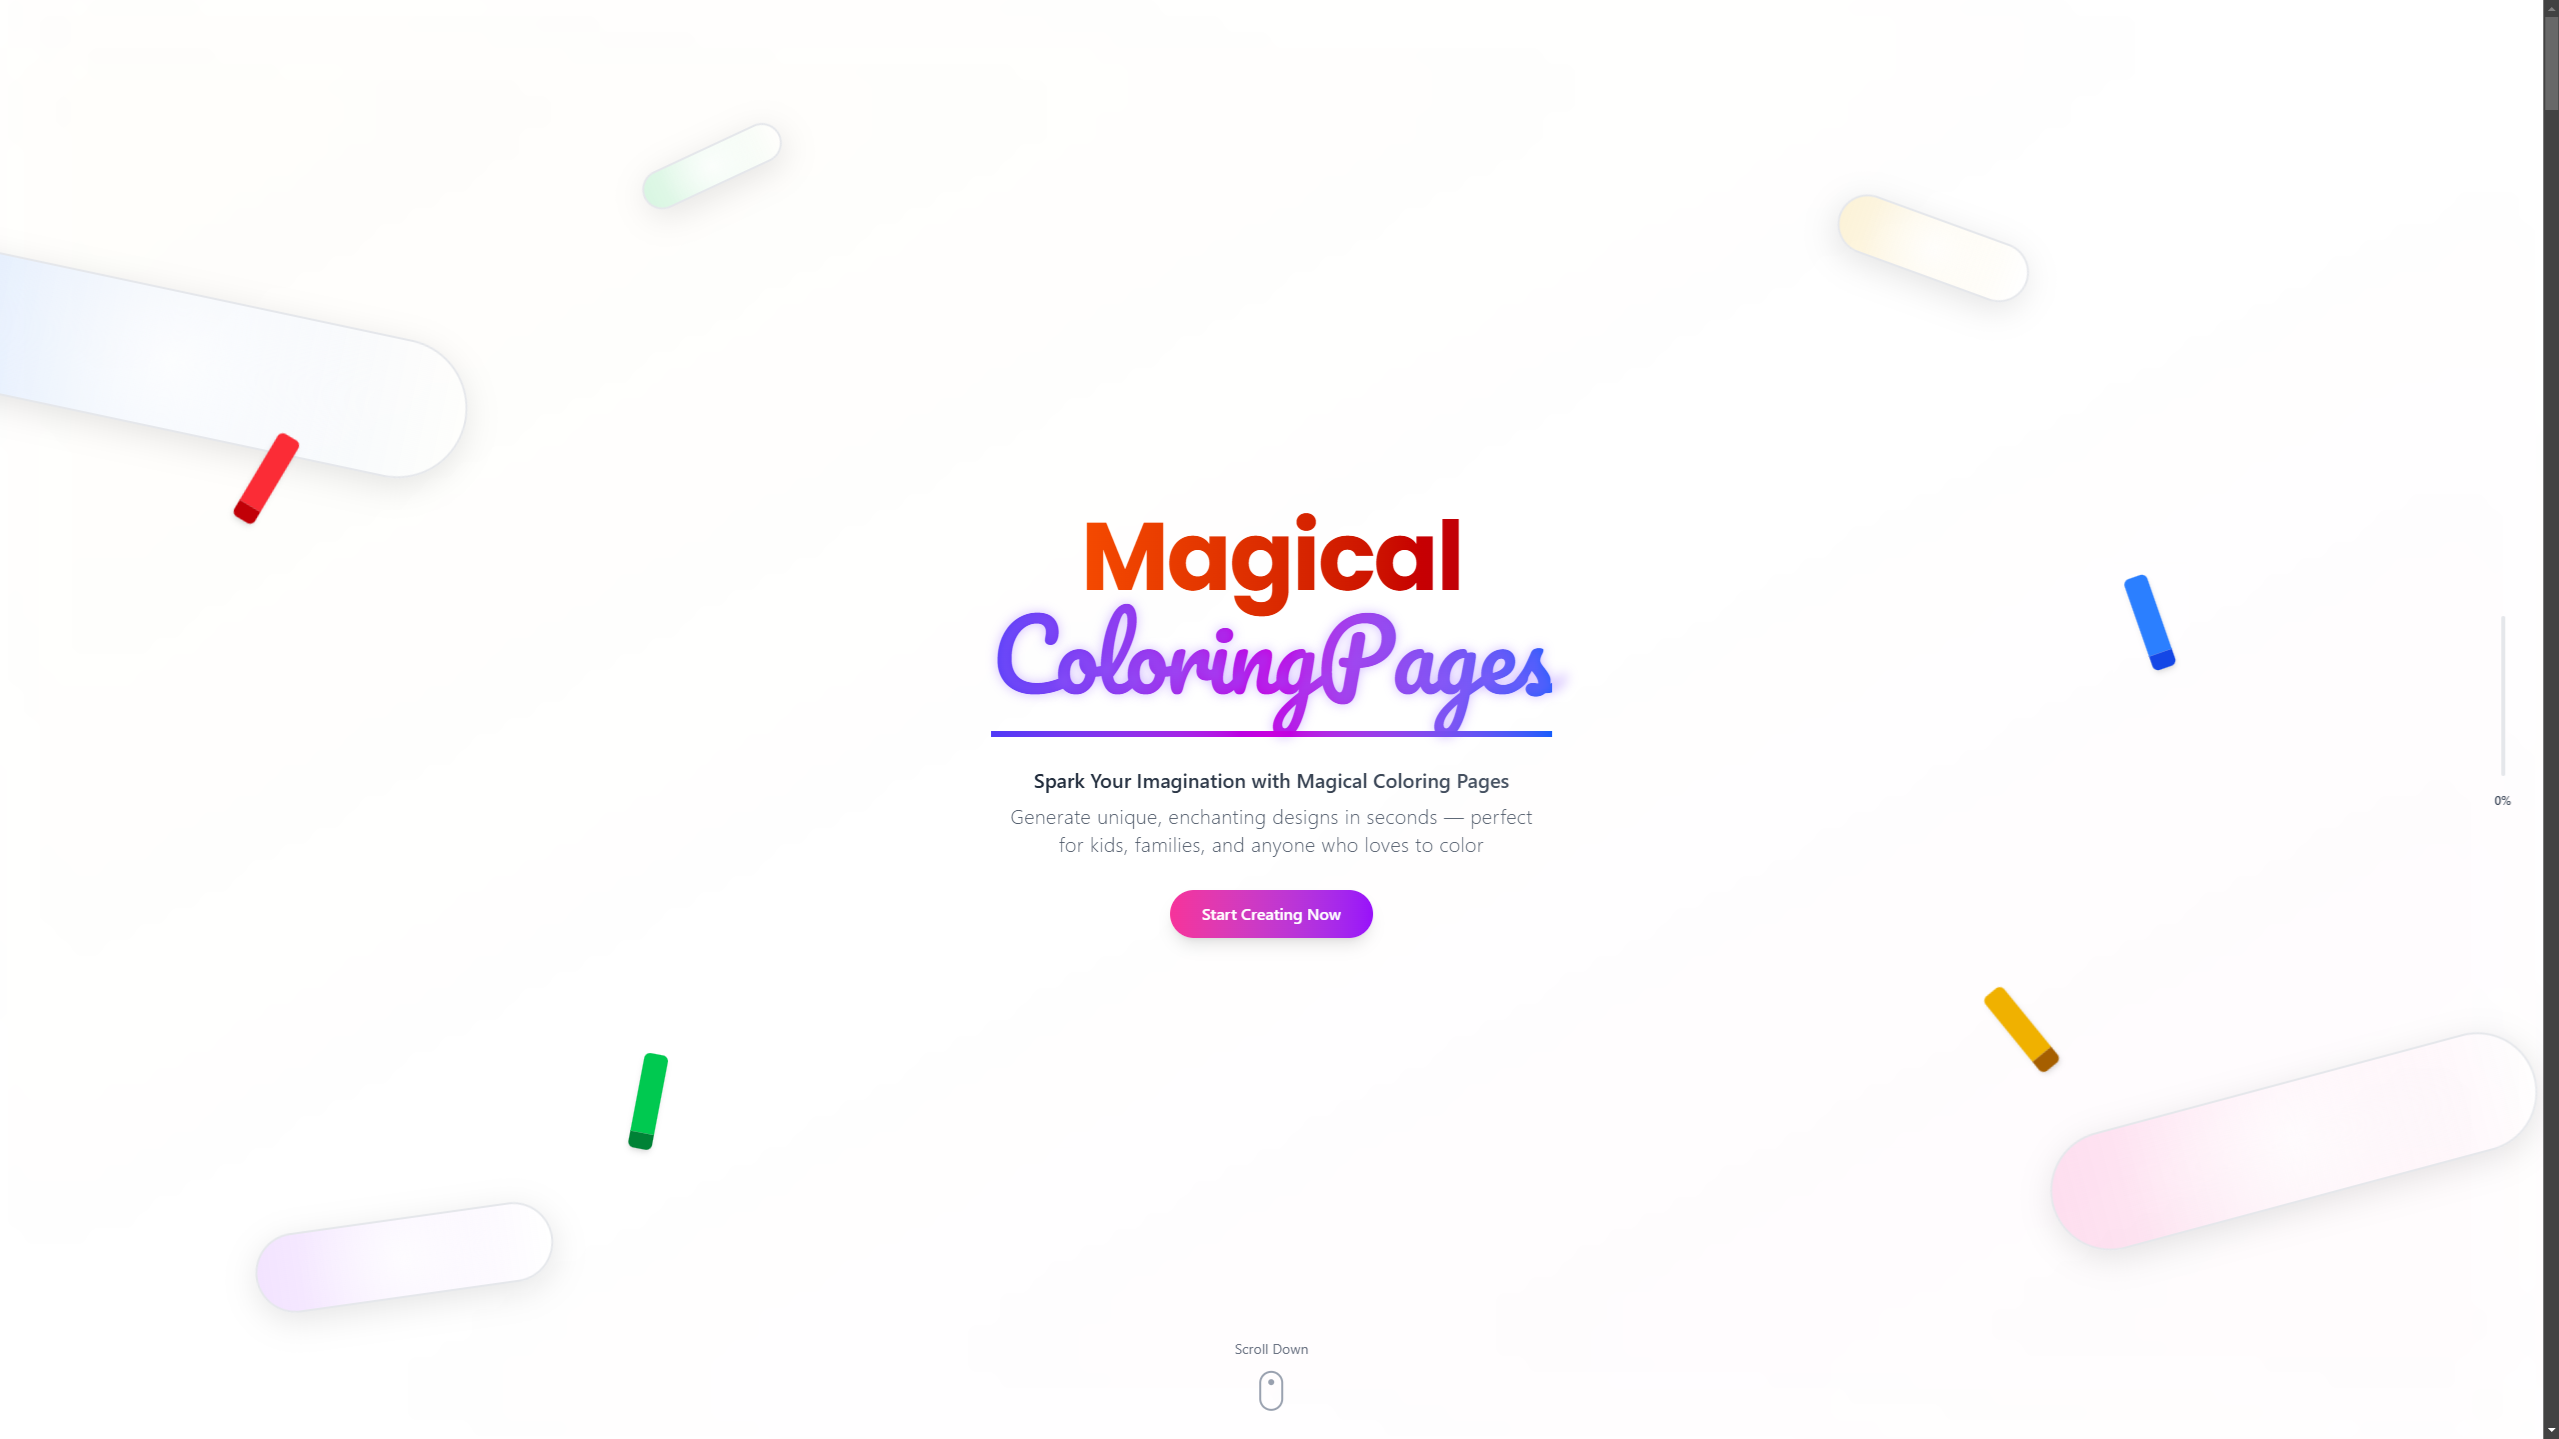 Magical
ColoringPages
Spark Your Imagination with Magical Coloring Pages
Generate unique, enchanting designs in seconds — perfect
for kids, families, and anyone who loves to color
Start Creating Now
0%
Scroll Down